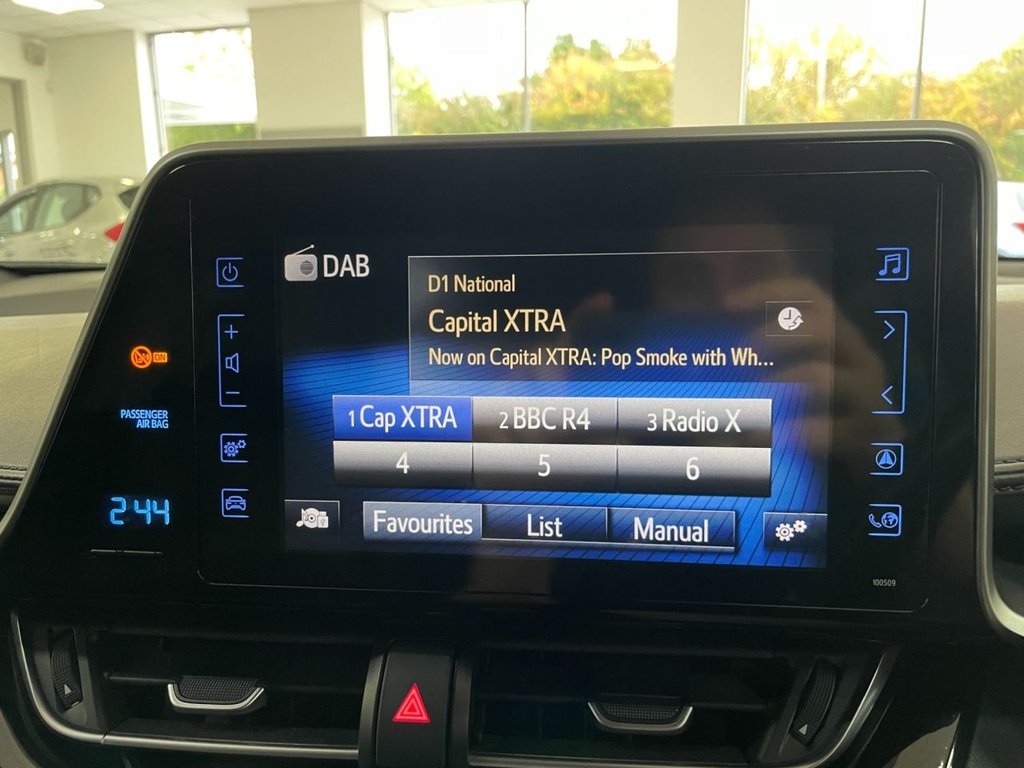 DAB
D1 National
Capital XTRA
Now on Capital XTRA: Pop Smoke with Wh...
ON
PASSENGER
AIR BAG
1 Cap XTRA 2 BBC R4 3 Radio X
4 5 6
2:44
Favourites List Manual
100509